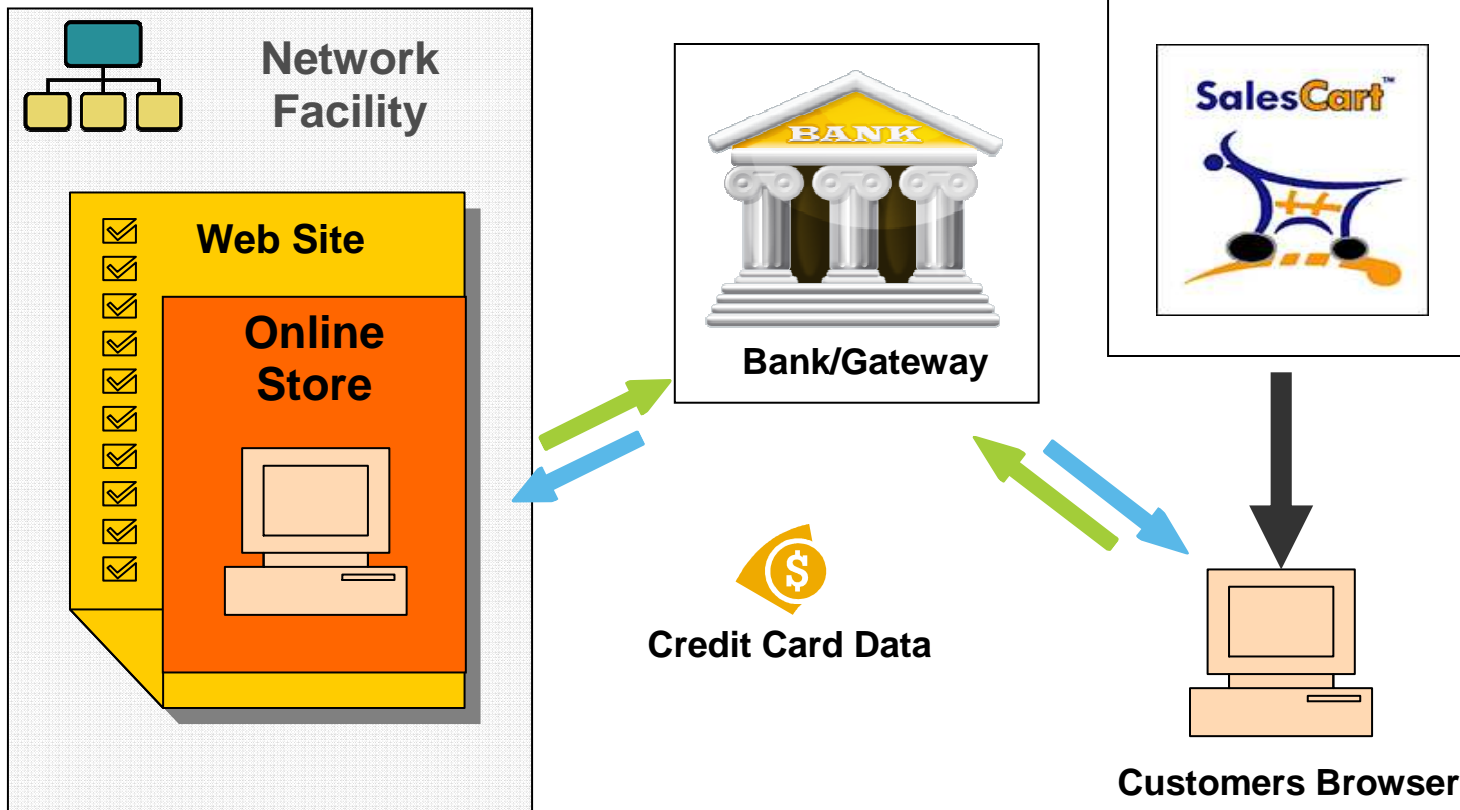 Network
Facility
Web Site
Online
Store
BANK
Bank/Gateway
SalesCart™
$
Credit Card Data
Customers Browser